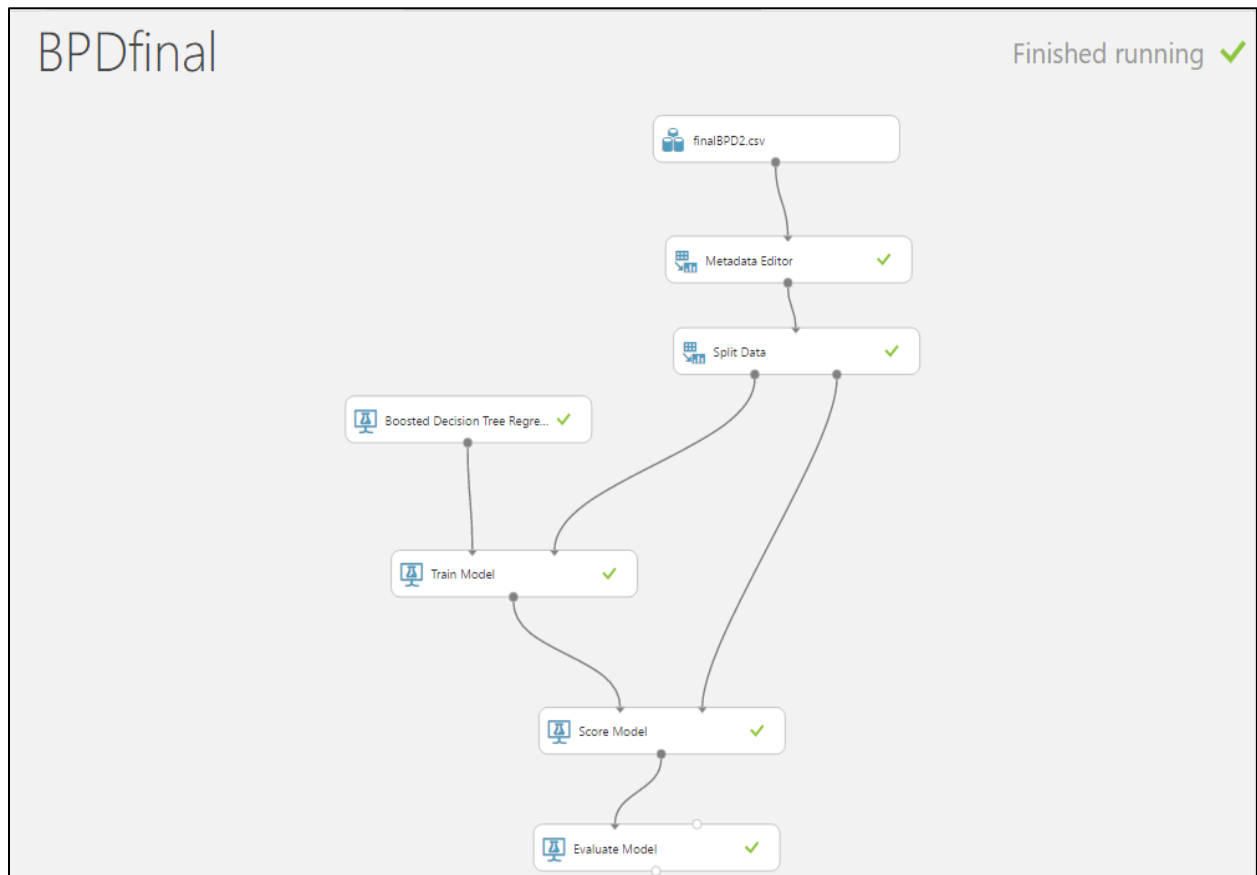 BPDfinal
Finished running
finalBPD2.csv
Metadata Editor
Split Data
Boosted Decision Tree Regre...
Train Model
Score Model
Evaluate Model